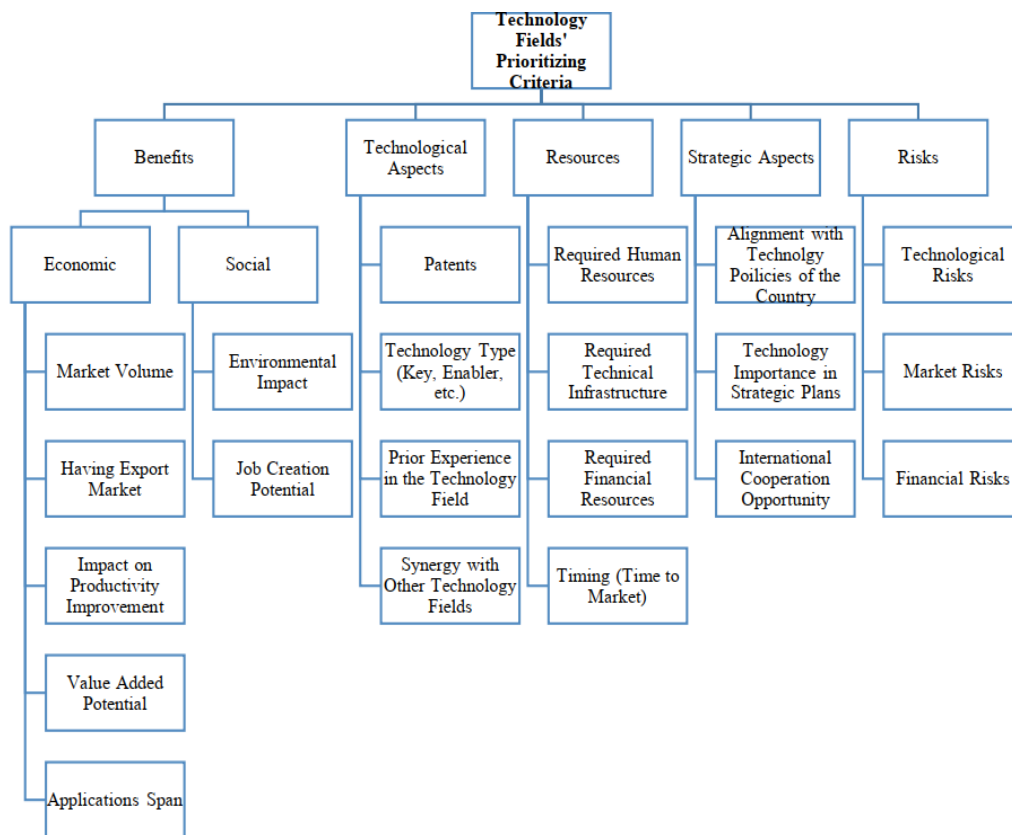 Technology
Fields'
Prioritizing
Criteria
Benefits
Technological
Aspects
Resources
Strategic Aspects
Risks
Economic
Social
Patents
Required Human
Resources
Alignment with
Technolgy
Poilicies of the
Country
Technological
Risks
Market Volume
Environmental
Impact
Technology Type
(Key, Enabler,
etc.)
Required
Technical
Infrastructure
Technology
Importance in
Strategic Plans
Market Risks
Having Export
Market
Job Creation
Potential
Prior Experience
in the Technology
Field
Required
Financial
Resources
International
Cooperation
Opportunity
Financial Risks
Impact on
Productivity
Improvement
Synergy with
Other Technology
Fields
Timing (Time to
Market)
Value Added
Potential
Applications Span